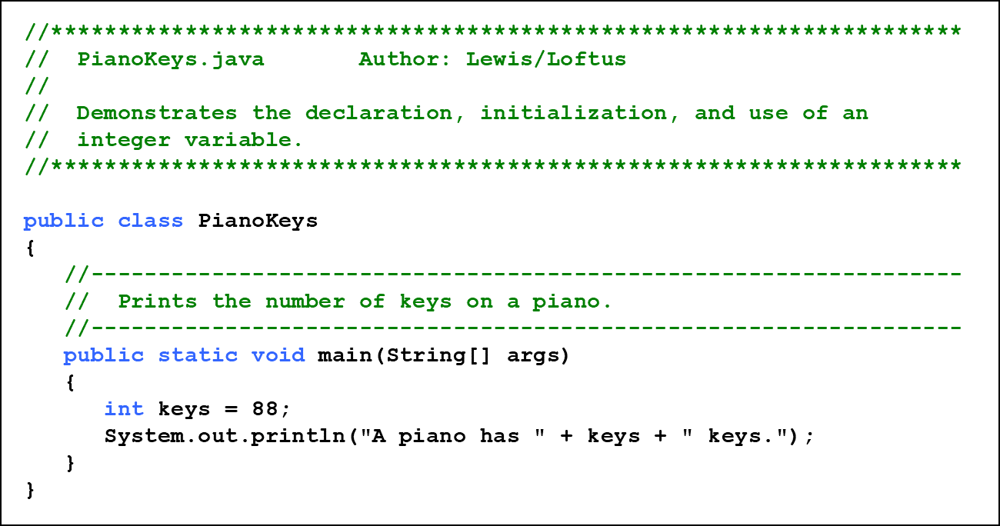 //********************************************************************
//  PianoKeys.java       Author: Lewis/Loftus
//
//  Demonstrates the declaration, initialization, and use of an
//  integer variable.
//********************************************************************

public class PianoKeys
{
   //-----------------------------------------------------------------
   //  Prints the number of keys on a piano.
   //-----------------------------------------------------------------
   public static void main(String[] args)
   {
      int keys = 88;
      System.out.println("A piano has " + keys + " keys.");
   }
}